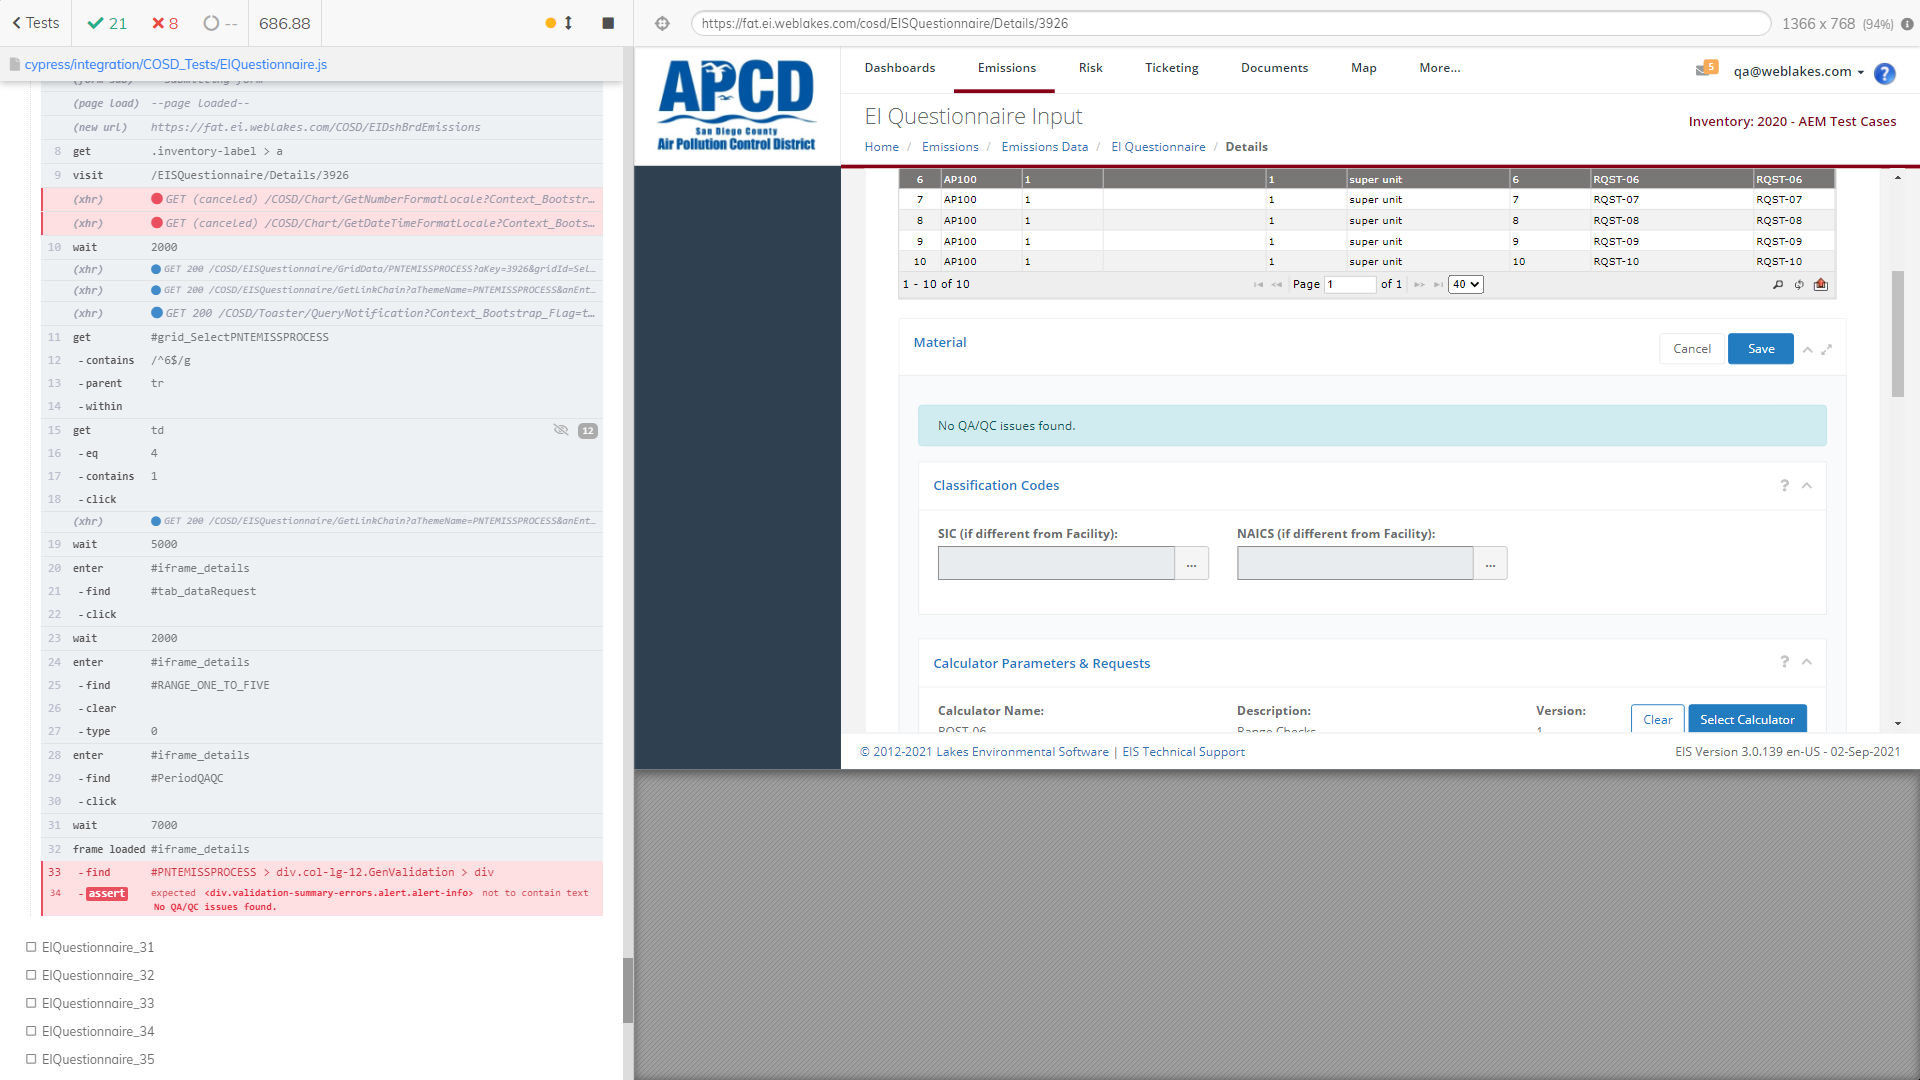 Tests
21
8
--
686.88
https://fat.ei.weblakes.com/cosd/EISQuestionnaire/Details/3926
1366 x 768 (94%)
cypress/integration/COSD_Tests/EIQuestionnaire.js
(page load) --page loaded--
(new url) https://fat.ei.weblakes.com/COSD/EIDshBrdEmissions
8 get .inventory-label > a
9 visit /EISQuestionnaire/Details/3926
(xhr) GET (canceled) /COSD/Chart/GetNumberFormatLocale?Context_Bootstr...
(xhr) GET (canceled) /COSD/Chart/GetDateTimeFormatLocale?Context_Boots...
10 wait 2000
(xhr) GET 200 /COSD/EISQuestionnaire/GridData/PNTEMISSPROCESS?aKey=3926&gridId=Sel...
(xhr) GET 200 /COSD/EISQuestionnaire/GetLinkChain?aThemeName=PNTEMISSPROCESS&anEnt...
(xhr) GET 200 /COSD/Toaster/QueryNotification?Context_Bootstrap_Flag=t...
11 get #grid_SelectPNTEMISSPROCESS
12 -contains /^6$/g
13 -parent tr
14 -within
15 get td 12
16 -eq 4
17 -contains 1
18 -click
(xhr) GET 200 /COSD/EISQuestionnaire/GetLinkChain?aThemeName=PNTEMISSPROCESS&anEnt...
19 wait 5000
20 enter #iframe_details
21 -find #tab_dataRequest
22 -click
23 wait 2000
24 enter #iframe_details
25 -find #RANGE_ONE_TO_FIVE
26 -clear
27 -type 0
28 enter #iframe_details
29 -find #PeriodQAQC
30 -click
31 wait 7000
32 frame loaded #iframe_details
33 -find #PNTEMISSPROCESS > div.col-lg-12.GenValidation > div
34 -assert expected <div.validation-summary-errors.alert.alert-info> not to contain text
No QA/QC issues found.
EIQuestionnaire_31
EIQuestionnaire_32
EIQuestionnaire_33
EIQuestionnaire_34
EIQuestionnaire_35
APCD
San Diego County
Air Pollution Control District
Dashboards Emissions Risk Ticketing Documents Map More...
5
qa@weblakes.com
?
EI Questionnaire Input
Inventory: 2020 - AEM Test Cases
Home / Emissions / Emissions Data / EI Questionnaire / Details
6 AP100 1 1 super unit 6 RQST-06 RQST-06
7 AP100 1 1 super unit 7 RQST-07 RQST-07
8 AP100 1 1 super unit 8 RQST-08 RQST-08
9 AP100 1 1 super unit 9 RQST-09 RQST-09
10 AP100 1 1 super unit 10 RQST-10 RQST-10
1 - 10 of 10
Page 1 of 1 40
Material
Cancel Save
No QA/QC issues found.
Classification Codes
?
SIC (if different from Facility): NAICS (if different from Facility):
... ...
Calculator Parameters & Requests
?
Calculator Name: Description: Version:
RQST-06 Range Checks 1
Clear Select Calculator
© 2012-2021 Lakes Environmental Software | EIS Technical Support
EIS Version 3.0.139 en-US - 02-Sep-2021